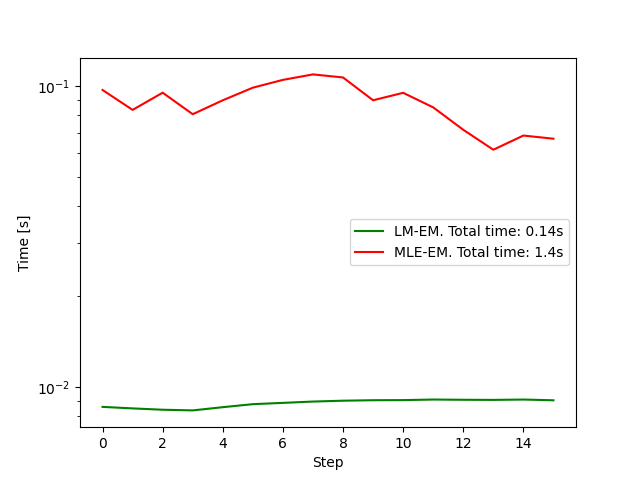 10⁻¹
10⁻²
Time [s]
LM-EM. Total time: 0.14s
MLE-EM. Total time: 1.4s
0 2 4 6 8 10 12 14
Step